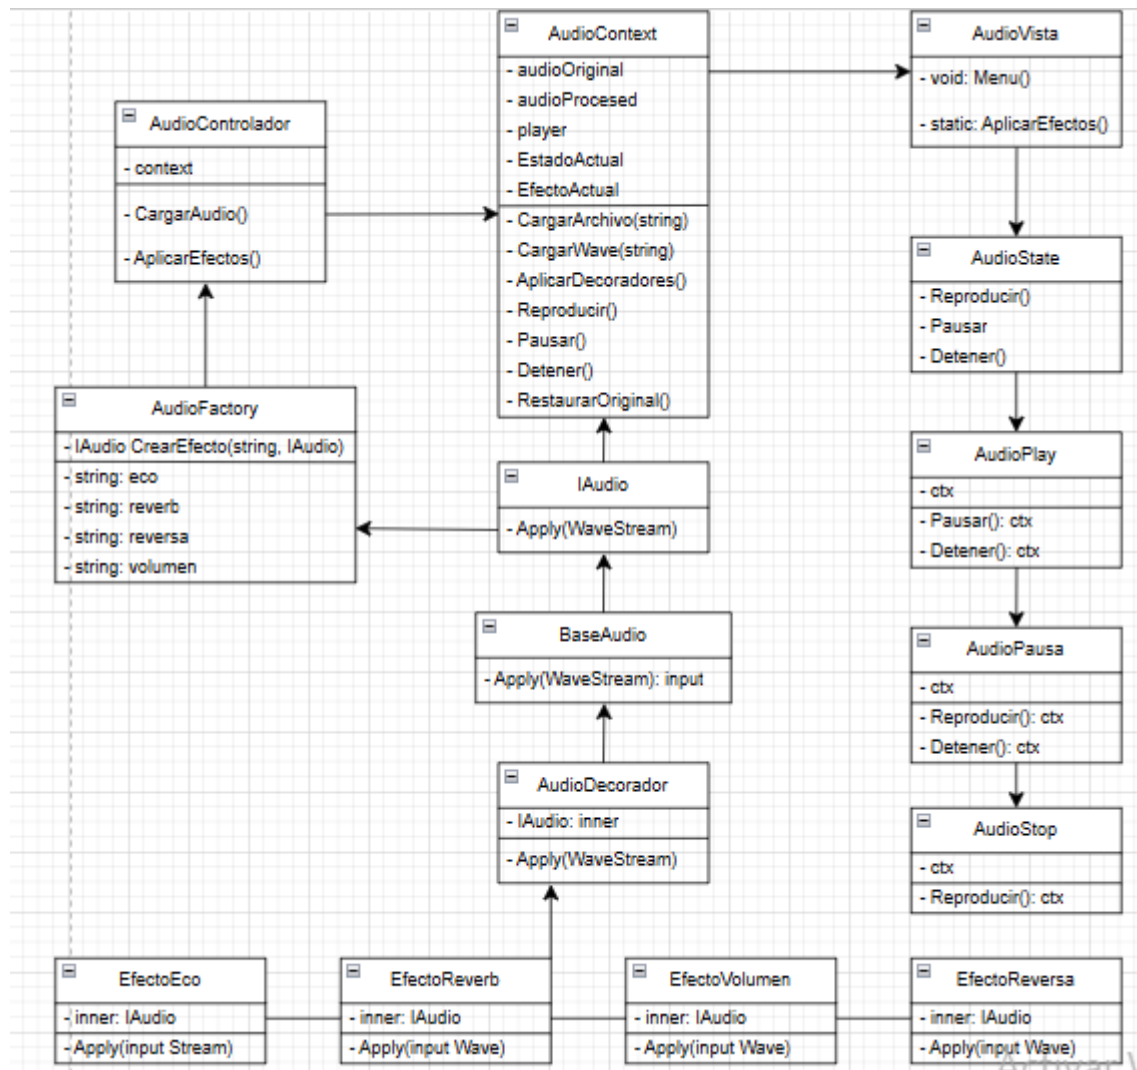 AudioContext
- audioOriginal
- audioProcesed
- player
- EstadoActual
- EfectoActual
- CargarArchivo(string)
- CargarWave(string)
- AplicarDecoradores()
- Reproducir()
- Pausar()
- Detener()
- RestaurarOriginal()
AudioVista
- void: Menu()
- static: AplicarEfectos()
AudioControlador
- context
- CargarAudio()
- AplicarEfectos()
AudioState
- Reproducir()
- Pausar
- Detener()
AudioFactory
- IAudio CrearEfecto(string, IAudio)
- string: eco
- string: reverb
- string: reversa
- string: volumen
IAudio
- Apply(WaveStream)
AudioPlay
- ctx
- Pausar(): ctx
- Detener(): ctx
BaseAudio
- Apply(WaveStream): input
AudioPausa
- ctx
- Reproducir(): ctx
- Detener(): ctx
AudioDecorador
- IAudio: inner
- Apply(WaveStream)
AudioStop
- ctx
- Reproducir(): ctx
EfectoEco
- inner: IAudio
- Apply(input Stream)
EfectoReverb
- inner: IAudio
- Apply(input Wave)
EfectoVolumen
- inner: IAudio
- Apply(input Wave)
EfectoReversa
- inner: IAudio
- Apply(input Wave)